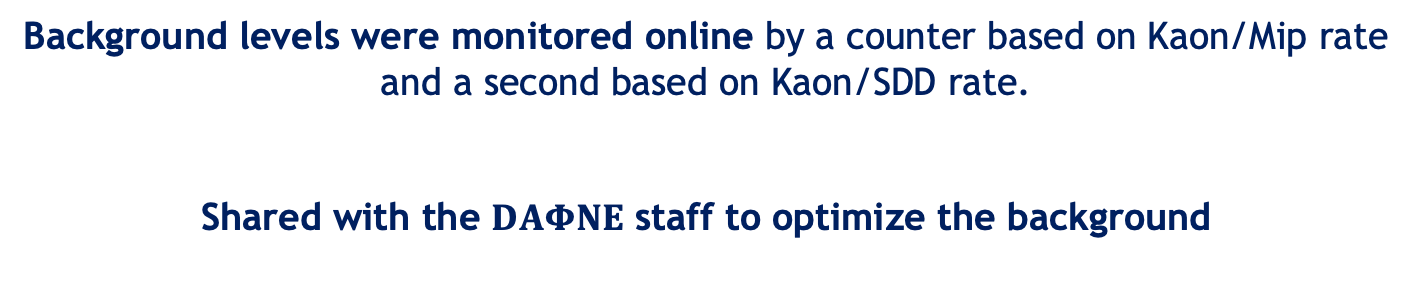 Background levels were monitored online by a counter based on Kaon/Mip rate
and a second based on Kaon/SDD rate.
Shared with the DAΦNE staff to optimize the background